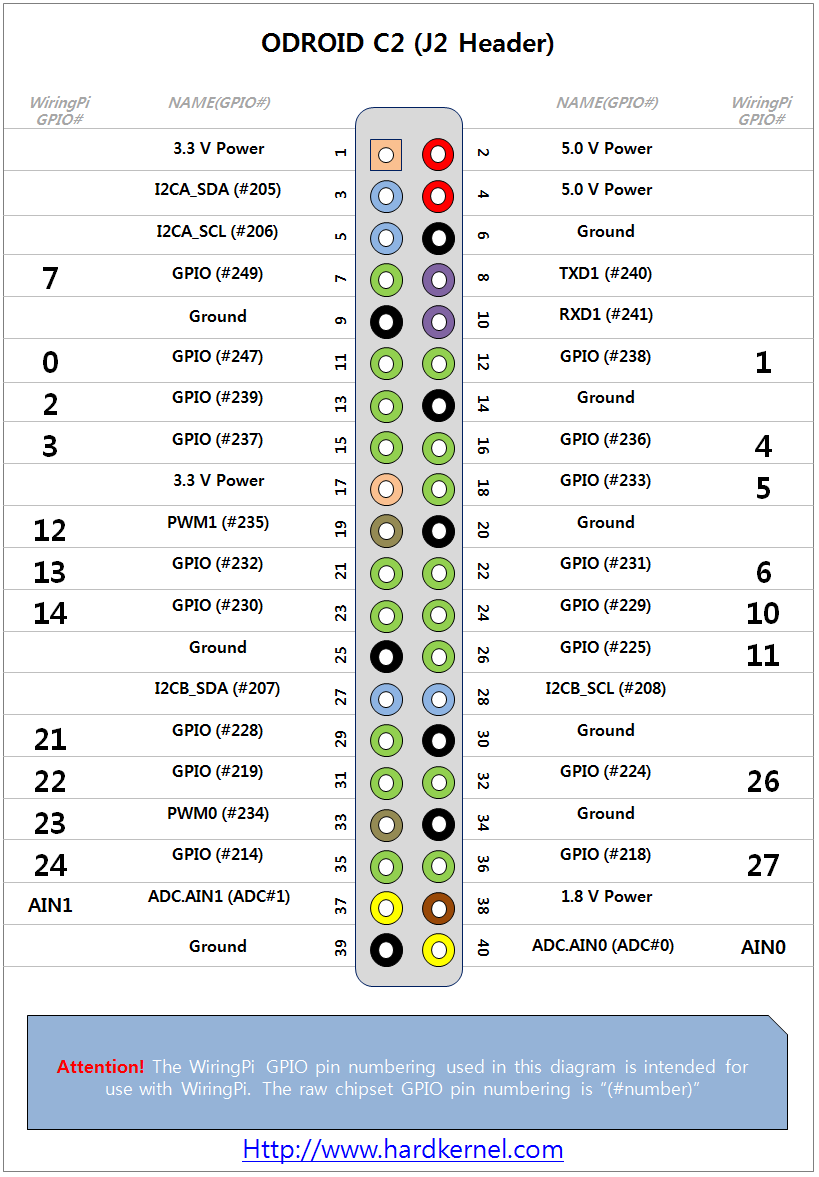 ODROID C2 (J2 Header)
WiringPi GPIO# NAME(GPIO#) NAME(GPIO#) WiringPi GPIO#
3.3 V Power 1 2 5.0 V Power
I2CA_SDA (#205) 3 4 5.0 V Power
I2CA_SCL (#206) 5 6 Ground
7 GPIO (#249) 7 8 TXD1 (#240)
Ground 9 10 RXD1 (#241)
0 GPIO (#247) 11 12 GPIO (#238) 1
2 GPIO (#239) 13 14 Ground
3 GPIO (#237) 15 16 GPIO (#236) 4
3.3 V Power 17 18 GPIO (#233) 5
12 PWM1 (#235) 19 20 Ground
13 GPIO (#232) 21 22 GPIO (#231) 6
14 GPIO (#230) 23 24 GPIO (#229) 10
Ground 25 26 GPIO (#225) 11
I2CB_SDA (#207) 27 28 I2CB_SCL (#208)
21 GPIO (#228) 29 30 Ground
22 GPIO (#219) 31 32 GPIO (#224) 26
23 PWM0 (#234) 33 34 Ground
24 GPIO (#214) 35 36 GPIO (#218) 27
AIN1 ADC.AIN1 (ADC#1) 37 38 1.8 V Power
Ground 39 40 ADC.AIN0 (ADC#0) AIN0
Attention! The WiringPi GPIO pin numbering used in this diagram is intended for
use with WiringPi. The raw chipset GPIO pin numbering is “(#number)”
Http://www.hardkernel.com